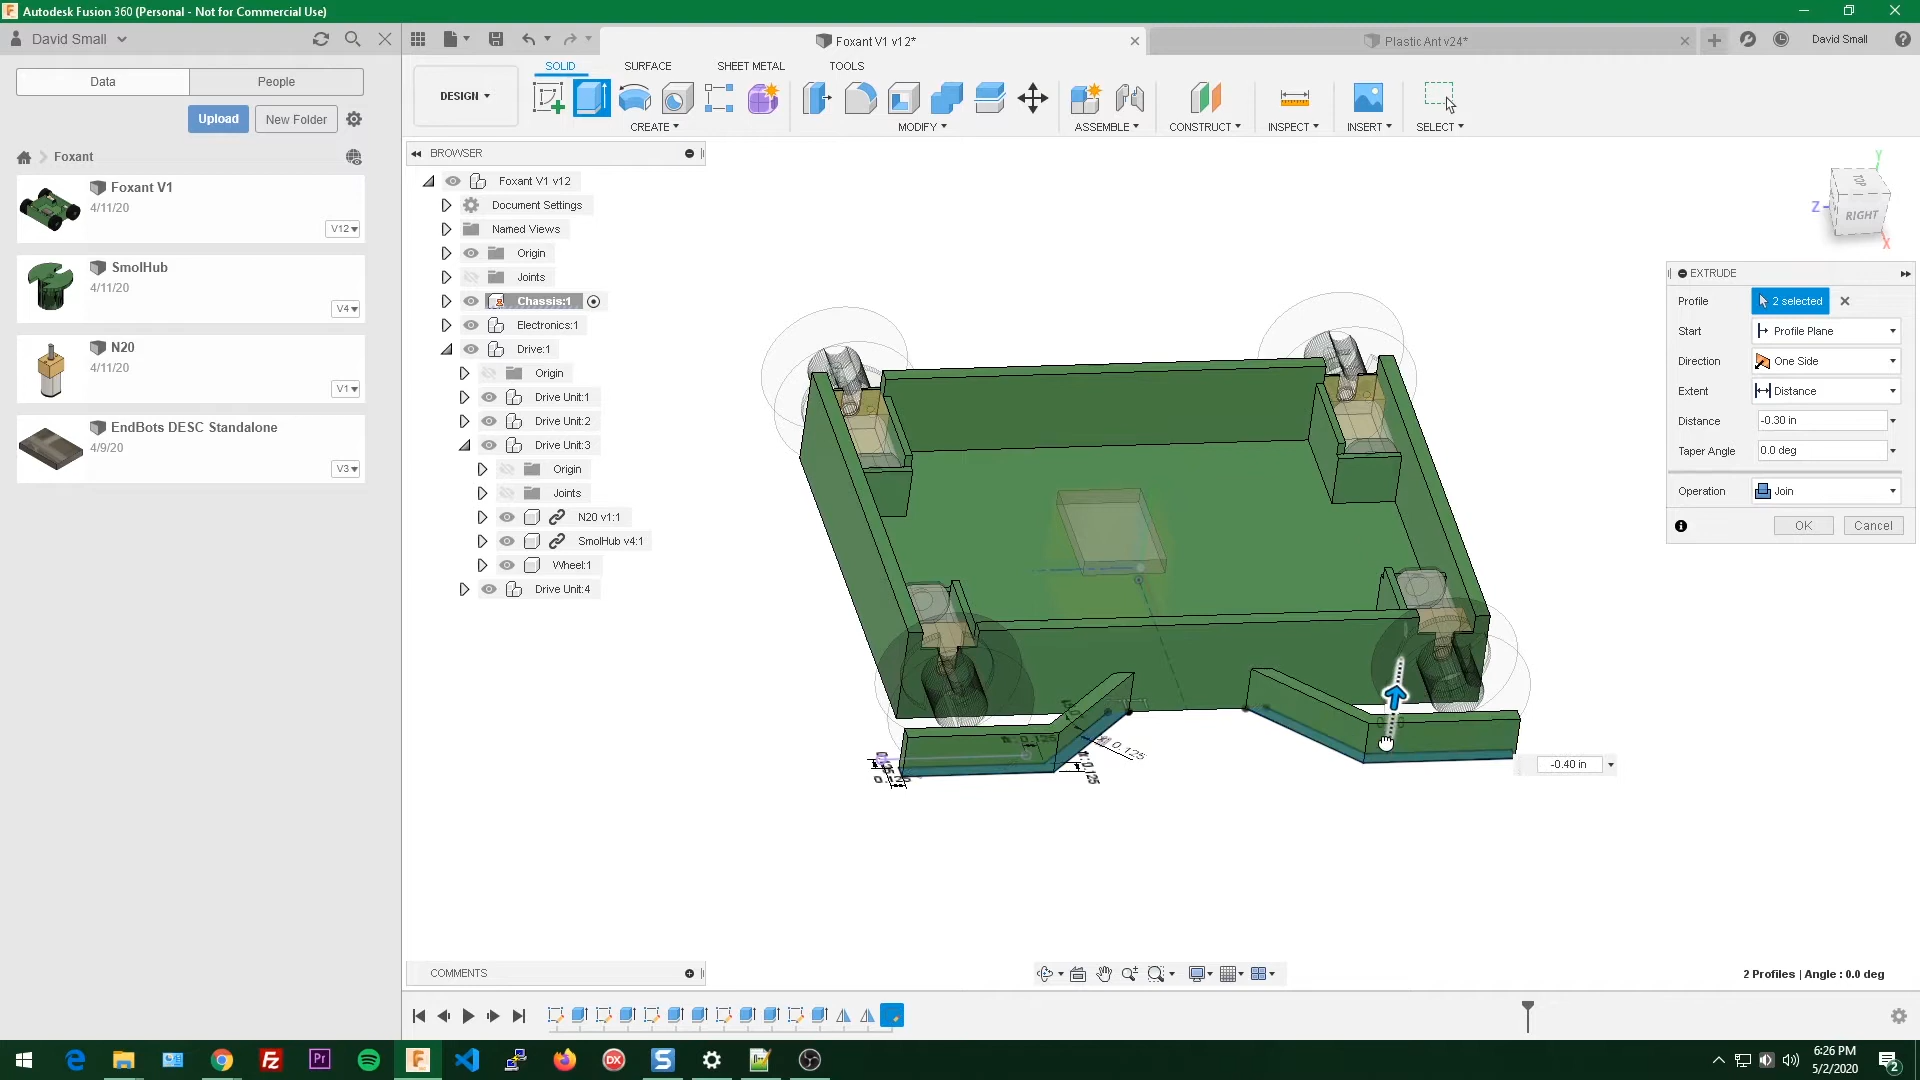 Autodesk Fusion 360 (Personal - Not for Commercial Use)
David Small
Foxant V1 v12*
Plastic Ant v24*
David Small
Data
People
Upload
New Folder
Foxant
Foxant V1
4/11/20
V12
SmolHub
4/11/20
V4
N20
4/11/20
V1
EndBots DESC Standalone
4/9/20
V3
SOLID
SURFACE
SHEET METAL
TOOLS
DESIGN
CREATE
MODIFY
ASSEMBLE
CONSTRUCT
INSPECT
INSERT
SELECT
BROWSER
Foxant V1 v12
Document Settings
Named Views
Origin
Joints
Chassis:1
Electronics:1
Drive:1
Origin
Drive Unit:1
Drive Unit:2
Drive Unit:3
Origin
Joints
N20 v1:1
SmolHub v4:1
Wheel:1
Drive Unit:4
Y
TOP
Z
RIGHT
X
EXTRUDE
Profile
2 selected
Start
Profile Plane
Direction
One Side
Extent
Distance
Distance
-0.30 in
Taper Angle
0.0 deg
Operation
Join
OK
Cancel
0.125
-0.40 in
COMMENTS
2 Profiles | Angle : 0.0 deg
6:26 PM
5/2/2020
2